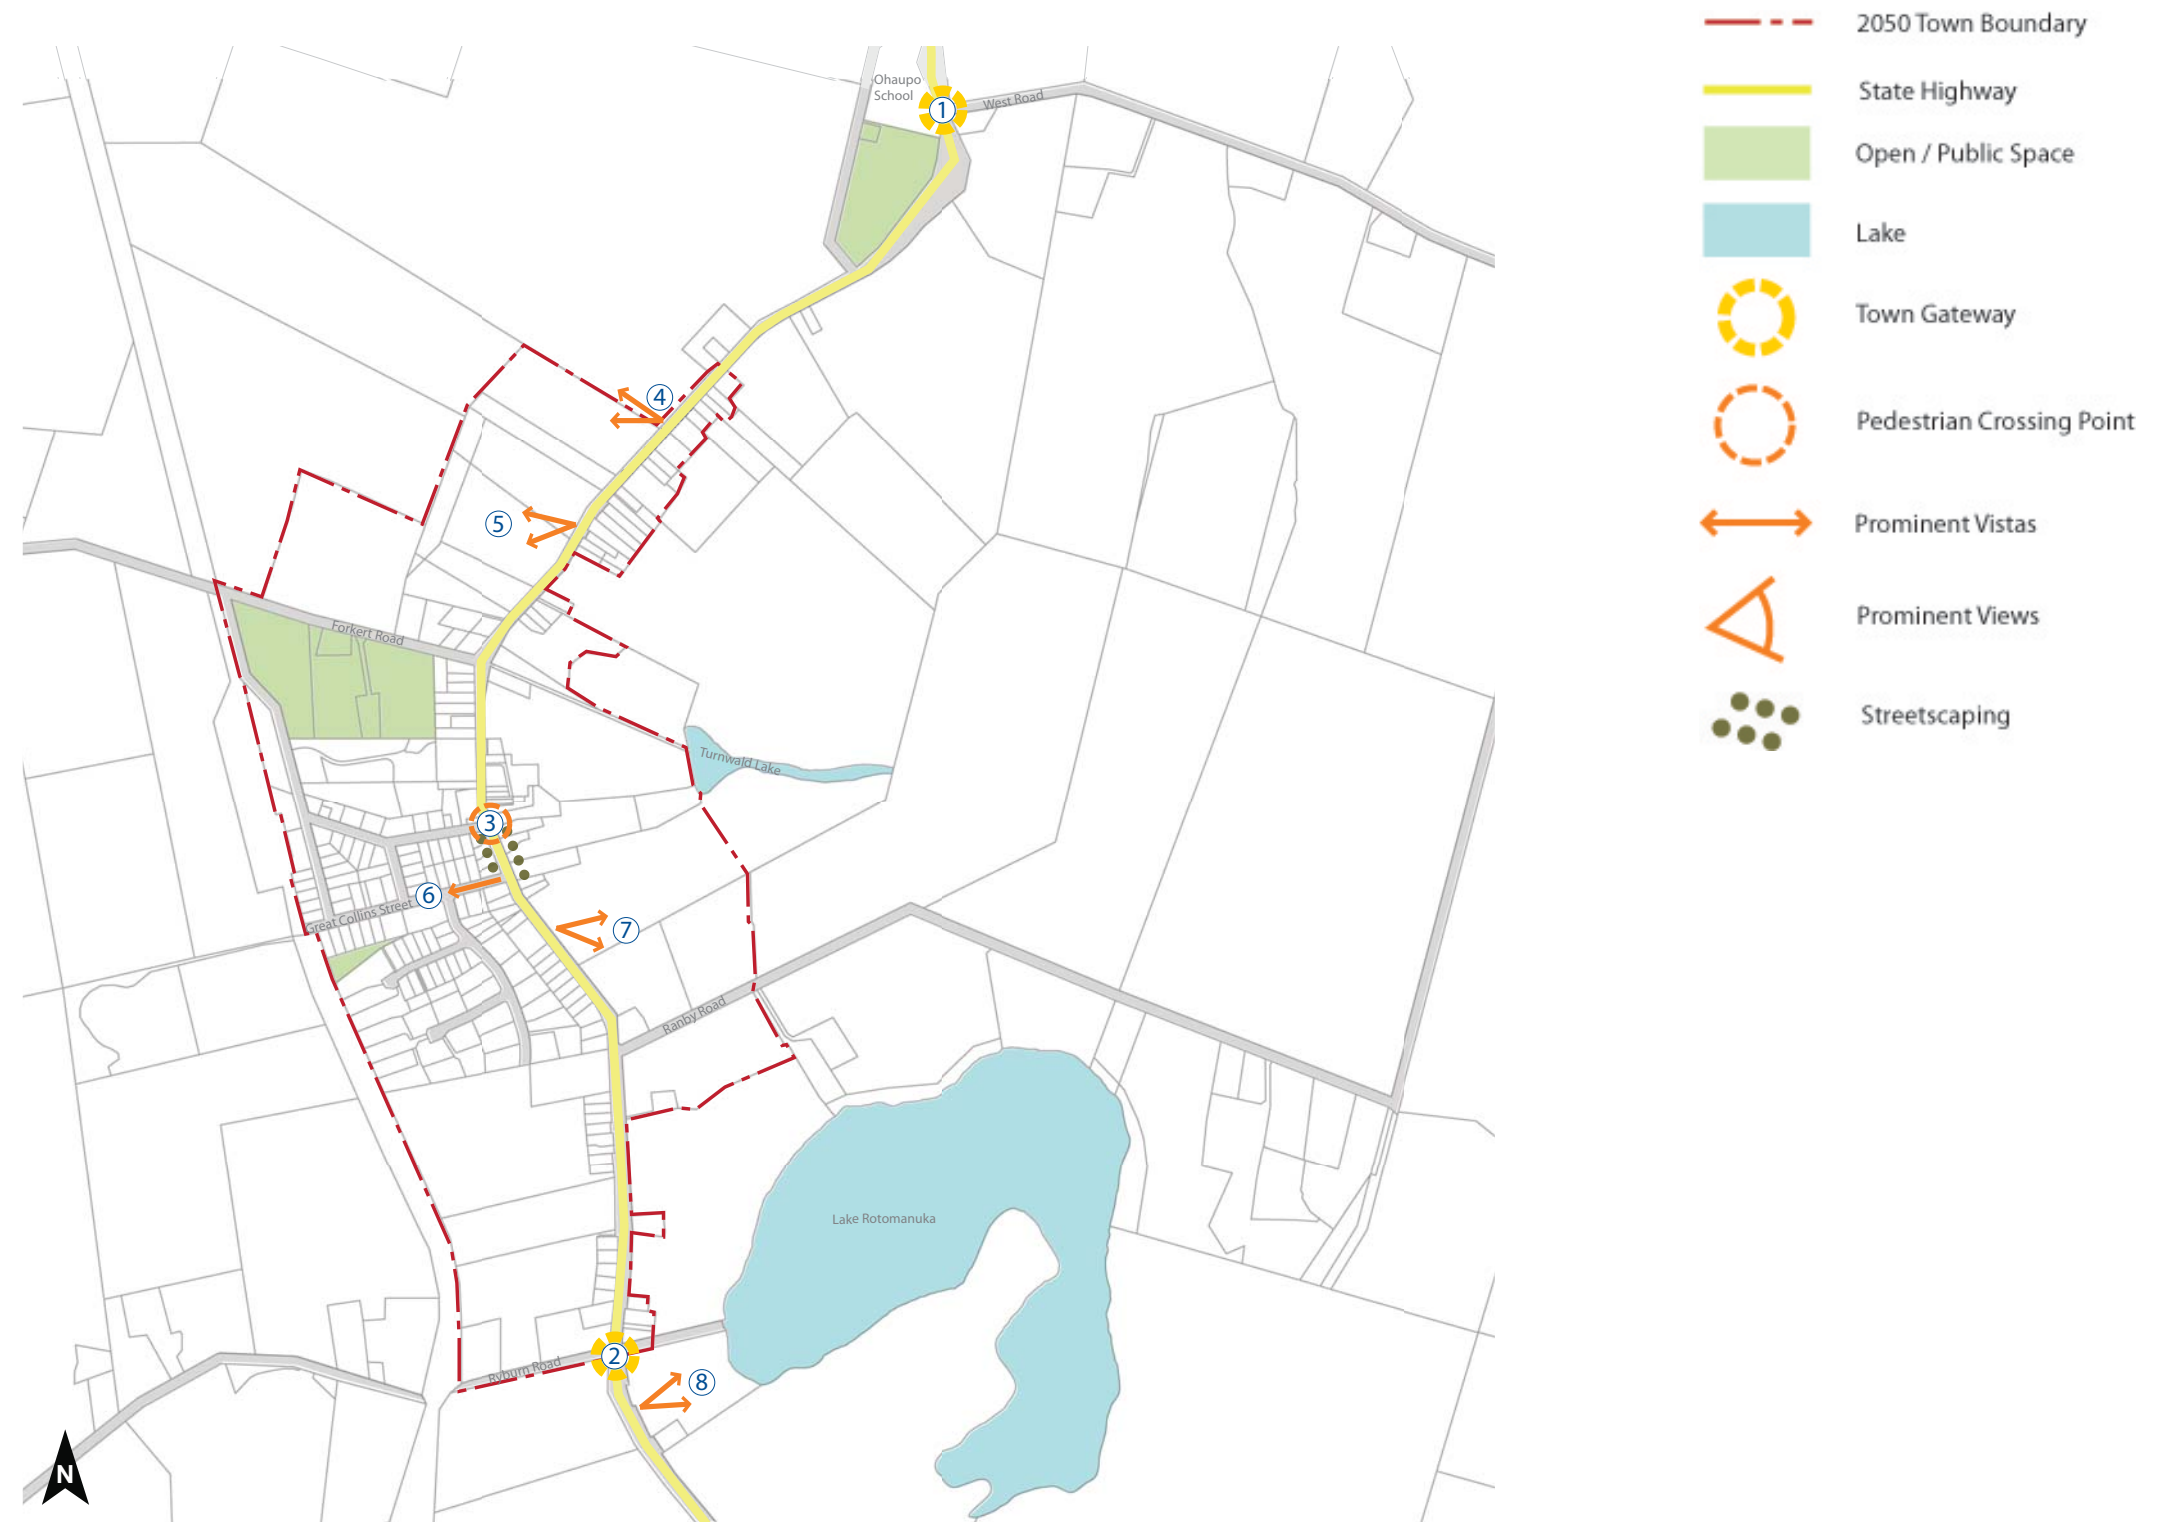 Ohaupo
School
1
West Road
4
5
Forkert Road
Turnwald Lake
3
6
Great Collins Street
7
Ranby Road
Lake Rotomanuka
2
Ryburn Road
8
N
2050 Town Boundary
State Highway
Open / Public Space
Lake
Town Gateway
Pedestrian Crossing Point
Prominent Vistas
Prominent Views
Streetscaping